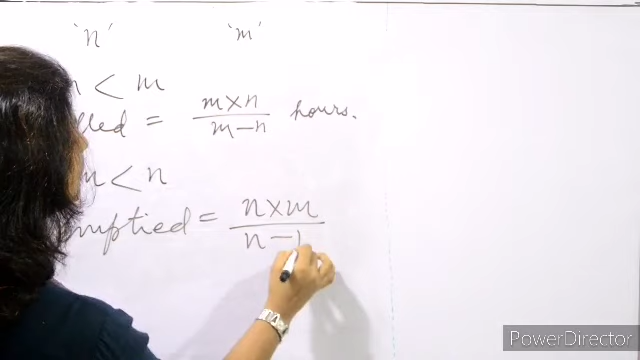 'n' 'm'
< m
lled = m×n / m−n hours.
m < n
mptied = n×m / n−
PowerDirector